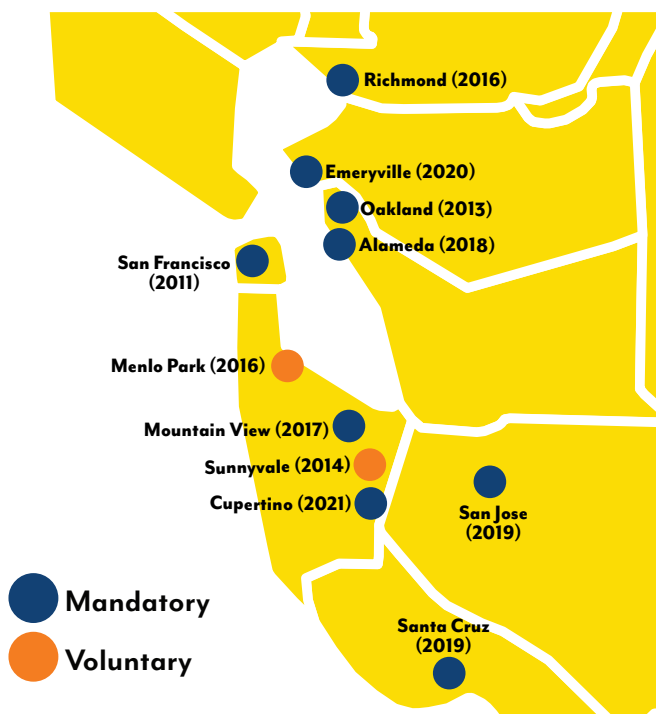 Richmond (2016)
Emeryville (2020)
Oakland (2013)
Alameda (2018)
San Francisco
(2011)
Menlo Park (2016)
Mountain View (2017)
Sunnyvale (2014)
Cupertino (2021)
San Jose
(2019)
Mandatory
Santa Cruz
(2019)
Voluntary